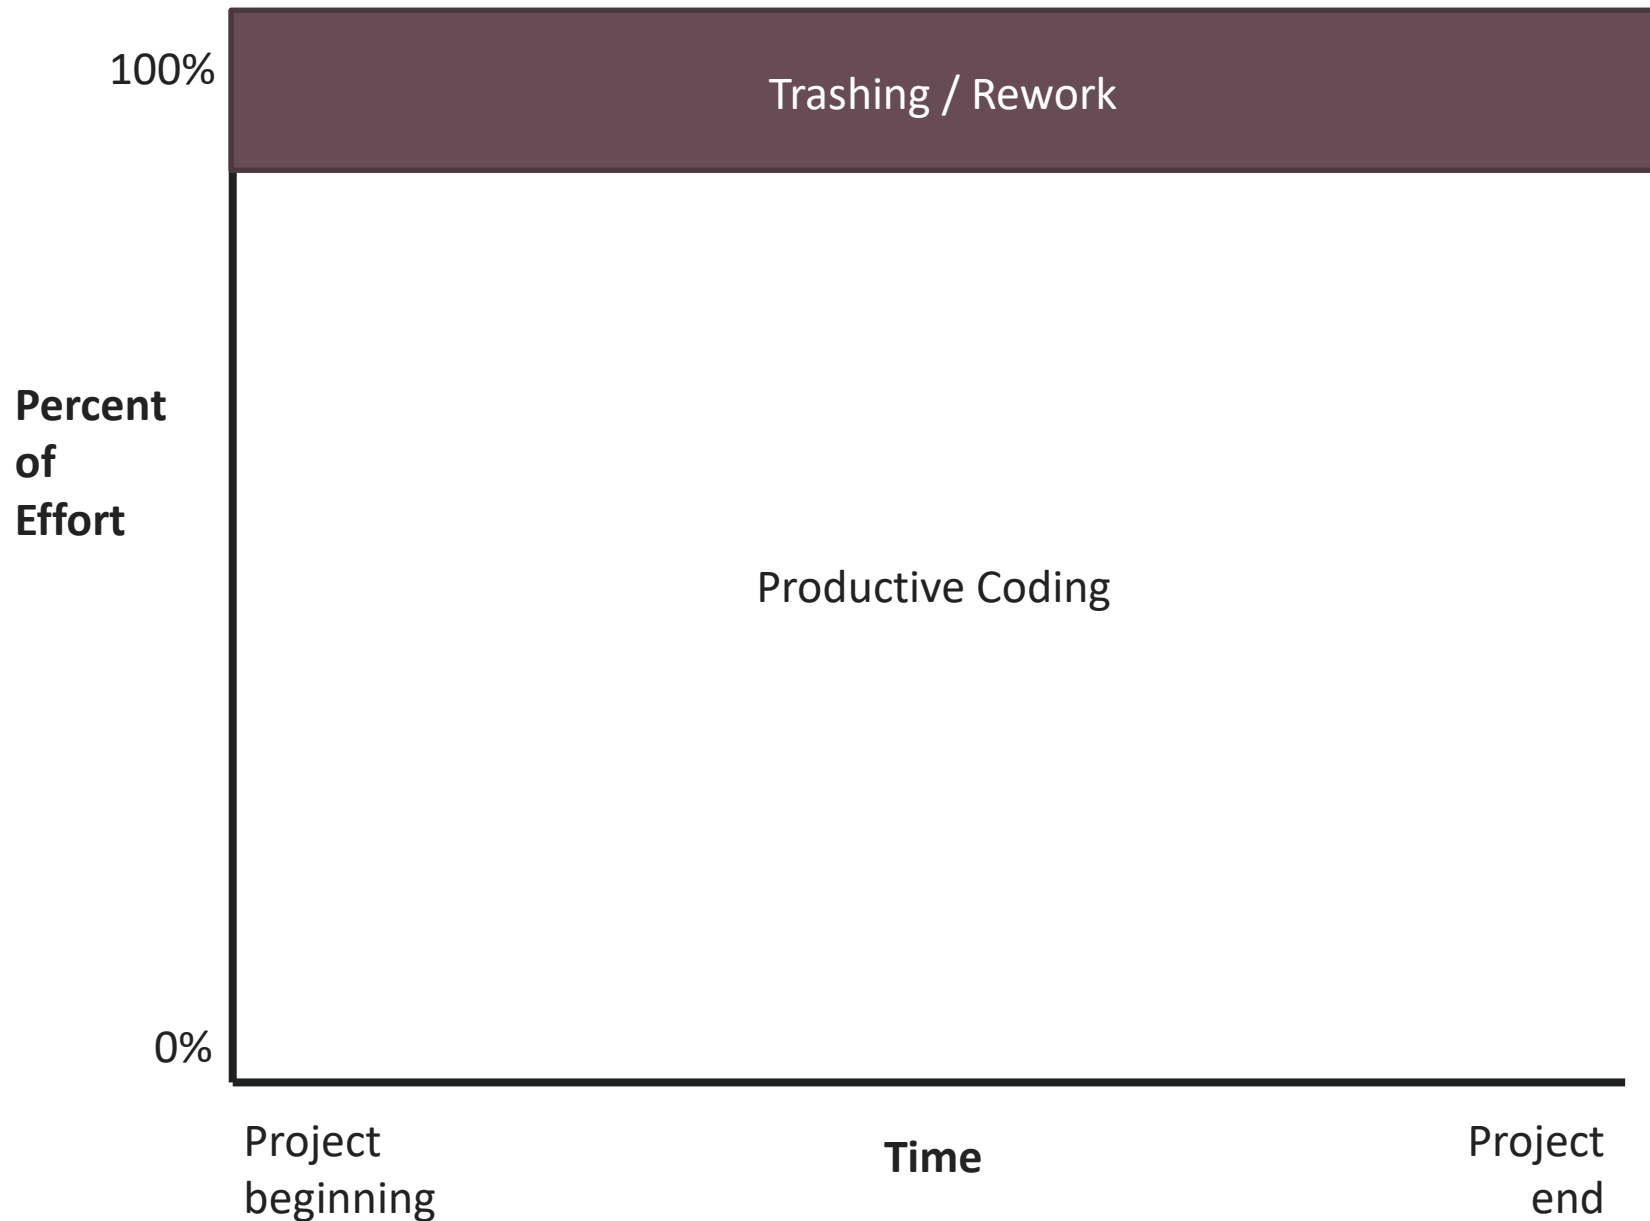 100%
Trashing / Rework
Percent
of
Effort
Productive Coding
0%
Project
beginning
Time
Project
end